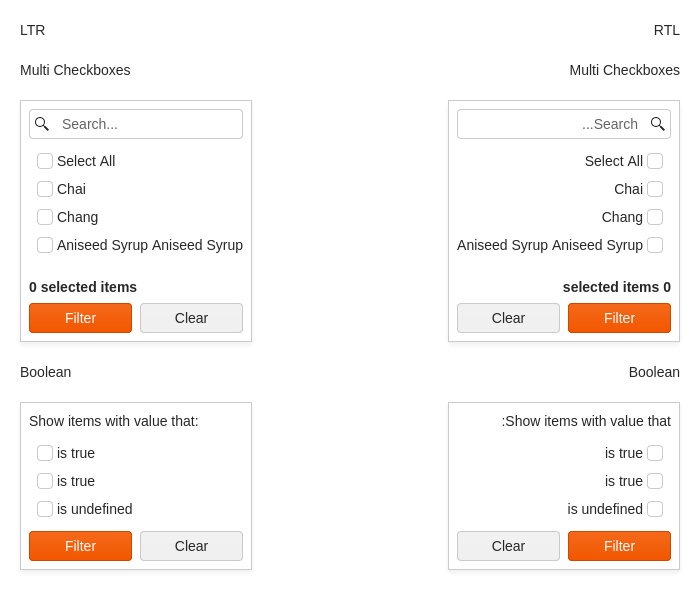 LTR
RTL
Multi Checkboxes
Multi Checkboxes
Search...
Select All
Chai
Chang
Aniseed Syrup Aniseed Syrup
0 selected items
Filter
Clear
...Search
Select All
Chai
Chang
Aniseed Syrup Aniseed Syrup
selected items 0
Clear
Filter
Boolean
Boolean
Show items with value that:
is true
is true
is undefined
Filter
Clear
:Show items with value that
is true
is true
is undefined
Clear
Filter